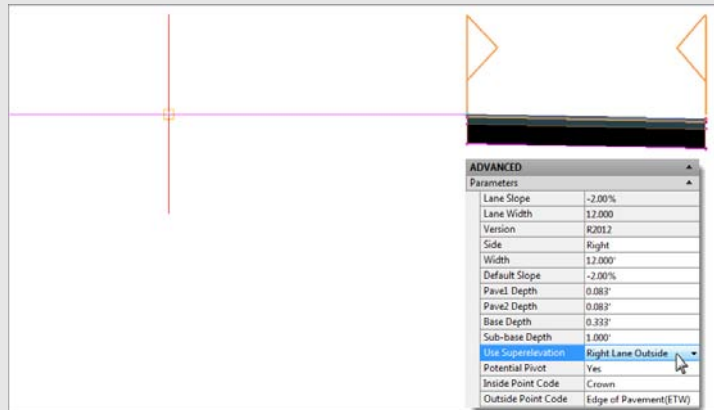 ADVANCED
Parameters
Lane Slope -2.00%
Lane Width 12.000
Version R2012
Side Right
Width 12.000'
Default Slope -2.00%
Pave1 Depth 0.083'
Pave2 Depth 0.083'
Base Depth 0.333'
Sub-base Depth 1.000'
Use Superelevation Right Lane Outside
Potential Pivot Yes
Inside Point Code Crown
Outside Point Code Edge of Pavement(ETW)